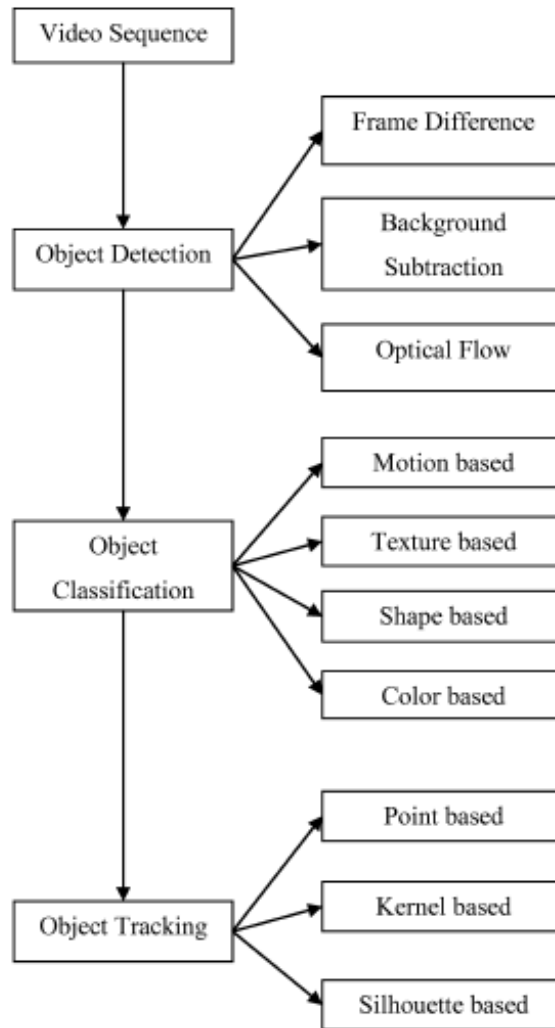 Video Sequence
Frame Difference
Background
Subtraction
Object Detection
Optical Flow
Motion based
Texture based
Object
Classification
Shape based
Color based
Point based
Kernel based
Object Tracking
Silhouette based